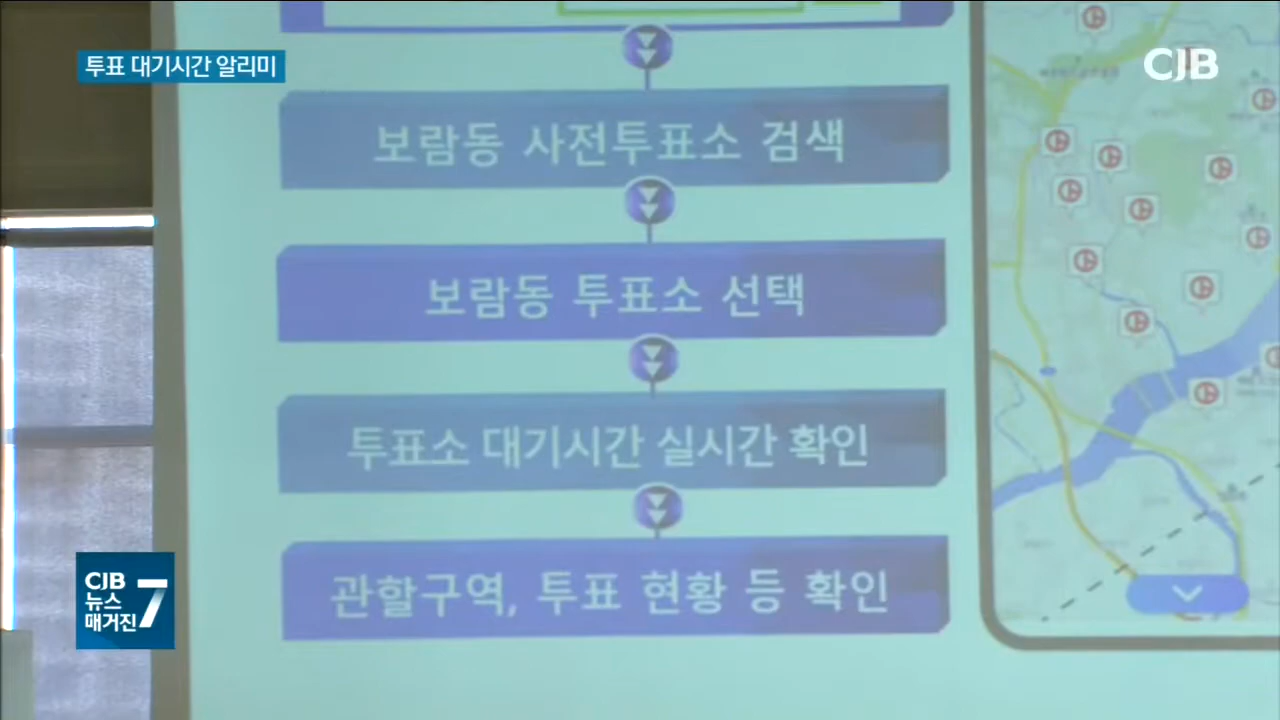 투표 대기시간 알리미
CJB
보람동 사전투표소 검색
보람동 투표소 선택
투표소 대기시간 실시간 확인
관할구역, 투표 현황 등 확인
CJB
뉴스
매거진
7